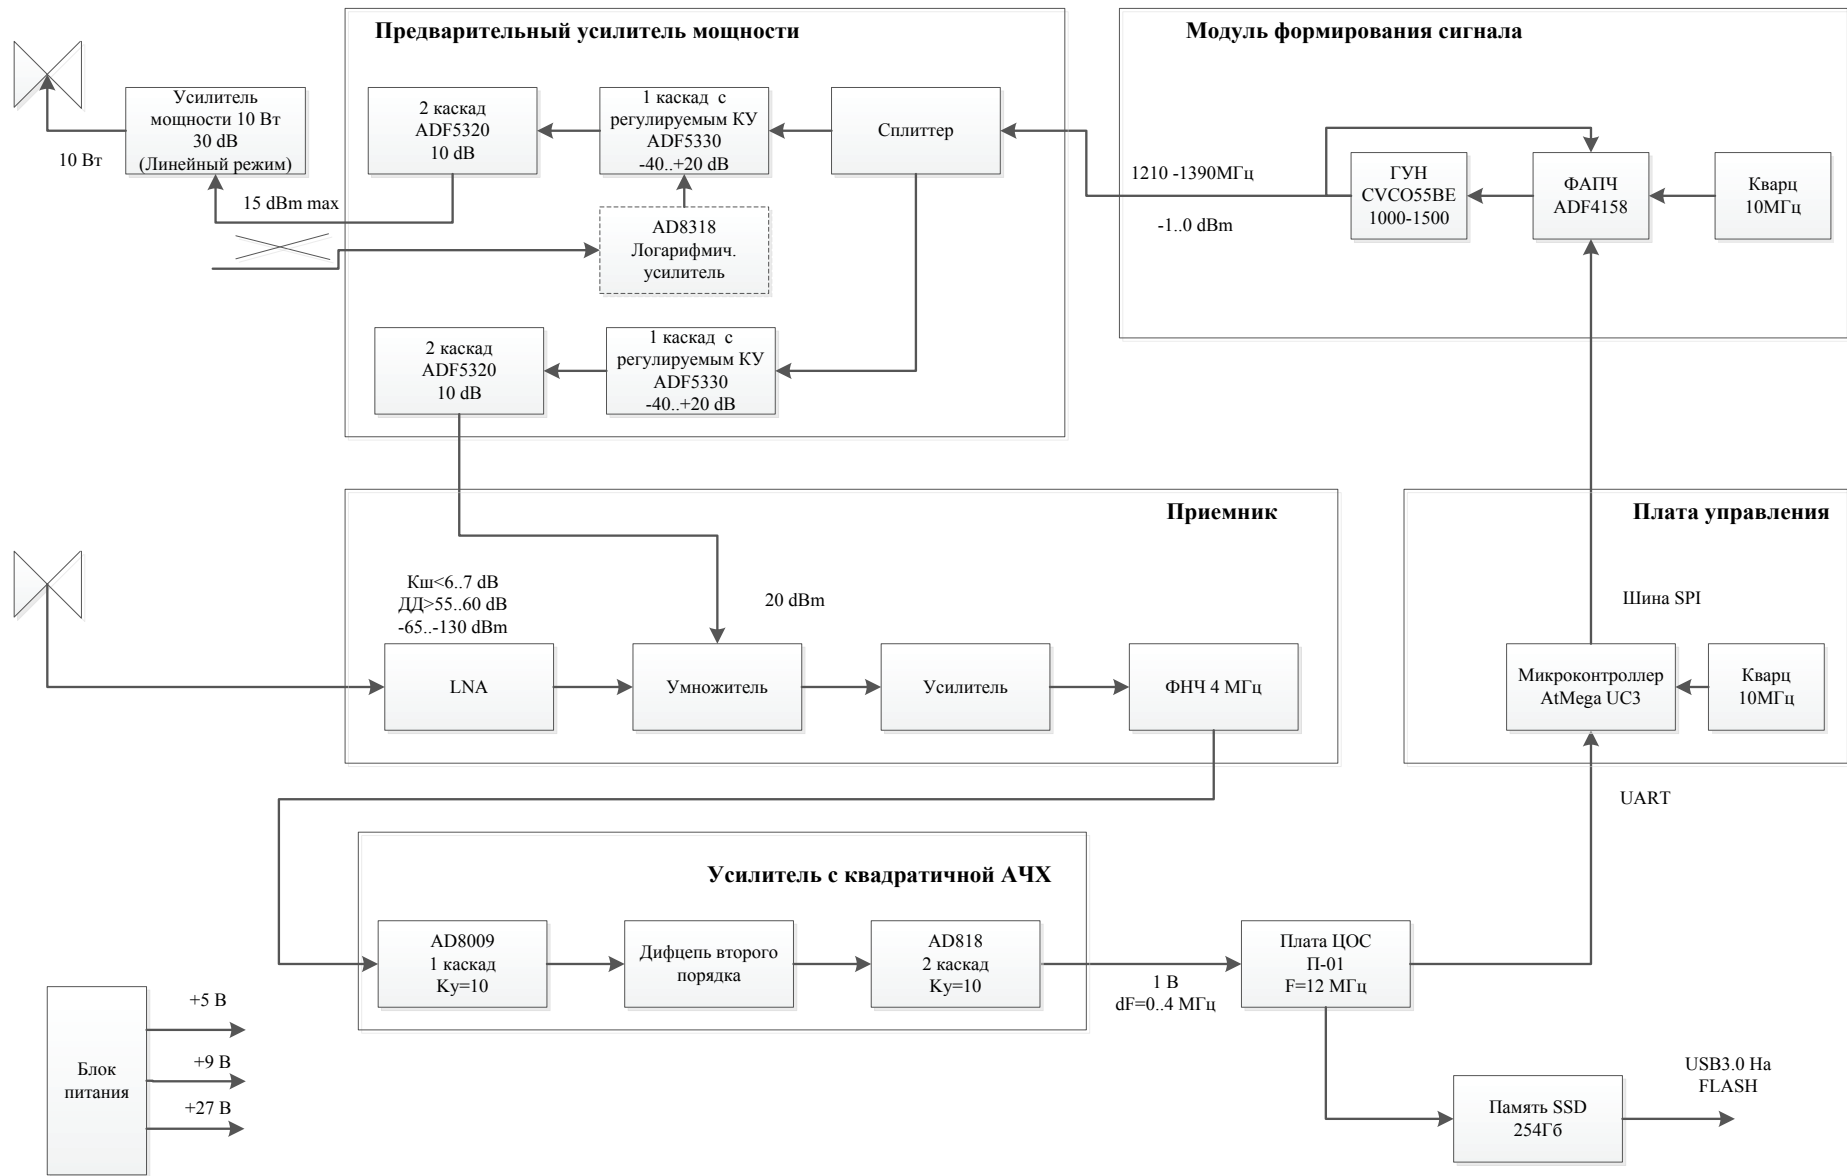 Предварительный усилитель мощности
Модуль формирования сигнала
Усилитель
мощности 10 Вт
30 dB
(Линейный режим)
10 Вт
15 dBm max
2 каскад
ADF5320
10 dB
1 каскад с
регулируемым КУ
ADF5330
-40..+20 dB
Сплиттер
1210 -1390МГц
-1..0 dBm
ГУН
CVCO55BE
1000-1500
ФАПЧ
ADF4158
Кварц
10МГц
AD8318
Логарифмич.
усилитель
2 каскад
ADF5320
10 dB
1 каскад с
регулируемым КУ
ADF5330
-40..+20 dB
Приемник
Плата управления
Кш<6..7 dB
ДД>55..60 dB
-65..-130 dBm
20 dBm
Шина SPI
LNA
Умножитель
Усилитель
ФНЧ 4 МГц
Микроконтроллер
AtMega UC3
Кварц
10МГц
UART
Усилитель с квадратичной АЧХ
AD8009
1 каскад
Ку=10
Дифцепь второго
порядка
AD818
2 каскад
Ку=10
1 В
dF=0..4 МГц
Плата ЦОС
П-01
F=12 МГц
Блок
питания
+5 В
+9 В
+27 В
Память SSD
254Гб
USB3.0 На
FLASH